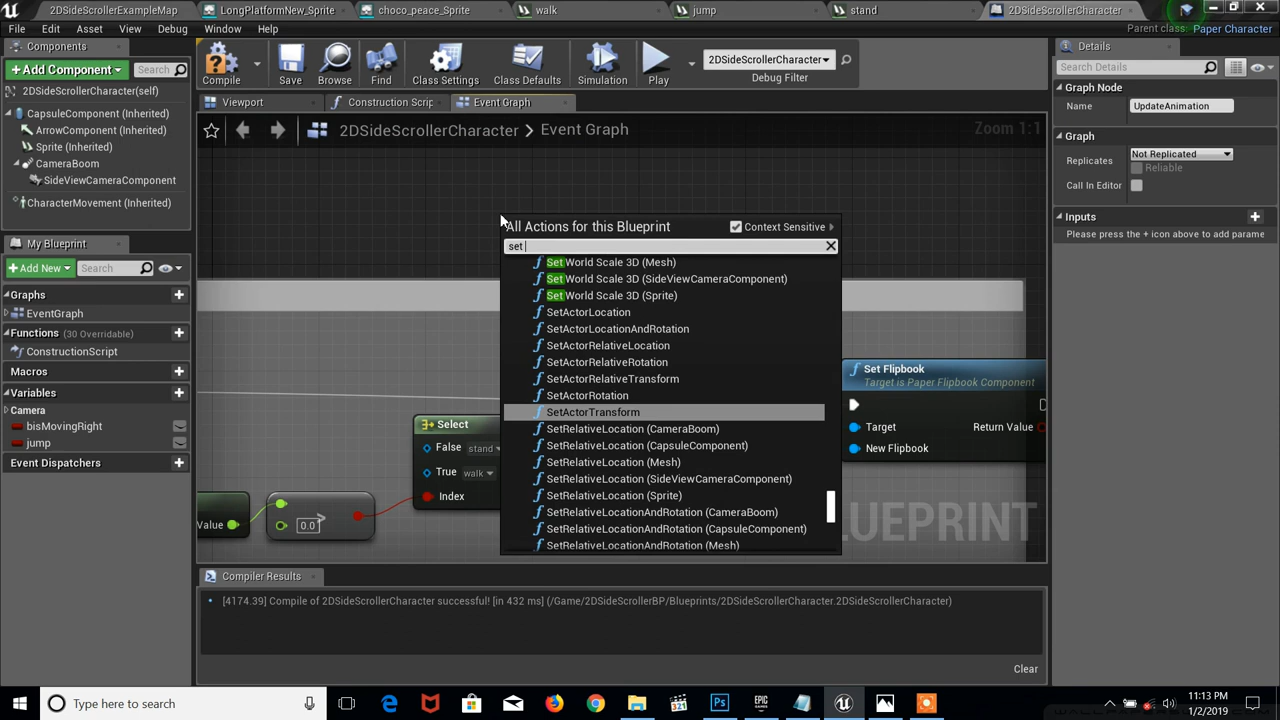 2DSideScrollerExampleMap
LongPlatformNew_Sprite
choco_peace_Sprite
walk
jump
stand
2DSideScrollerCharacter
File Edit Asset View Debug Window Help
Parent class: Paper Character
Components
+ Add Component
Search
2DSideScrollerCharacter(self)
CapsuleComponent (Inherited)
ArrowComponent (Inherited)
Sprite (Inherited)
CameraBoom
SideViewCameraComponent
CharacterMovement (Inherited)
My Blueprint
+ Add New
Search
Graphs
EventGraph
Functions (30 Overridable)
ConstructionScript
Macros
Variables
Camera
bisMovingRight
jump
Event Dispatchers
Compile
Save
Browse
Find
Class Settings
Class Defaults
Simulation
Play
2DSideScrollerCharacter
Debug Filter
Viewport
Construction Scrip
Event Graph
2DSideScrollerCharacter > Event Graph
Zoom 1:1
All Actions for this Blueprint
Context Sensitive
set
Set World Scale 3D (Mesh)
Set World Scale 3D (SideViewCameraComponent)
Set World Scale 3D (Sprite)
SetActorLocation
SetActorLocationAndRotation
SetActorRelativeLocation
SetActorRelativeRotation
SetActorRelativeTransform
SetActorRotation
SetActorTransform
SetRelativeLocation (CameraBoom)
SetRelativeLocation (CapsuleComponent)
SetRelativeLocation (Mesh)
SetRelativeLocation (SideViewCameraComponent)
SetRelativeLocation (Sprite)
SetRelativeLocationAndRotation (CameraBoom)
SetRelativeLocationAndRotation (CapsuleComponent)
SetRelativeLocationAndRotation (Mesh)
Select
False stand
True walk
Index
Value
0.0
>
Set Flipbook
Target is Paper Flipbook Component
Target
Return Value
New Flipbook
BLUEPRINT
Compiler Results
[4174.39] Compile of 2DSideScrollerCharacter successful! [in 432 ms] (/Game/2DSideScrollerBP/Blueprints/2DSideScrollerCharacter.2DSideScrollerCharacter)
Clear
Details
Search Details
Graph Node
Name UpdateAnimation
Graph
Replicates Not Replicated
Reliable
Call In Editor
Inputs
Please press the + icon above to add parame
Type here to search
11:13 PM
1/2/2019